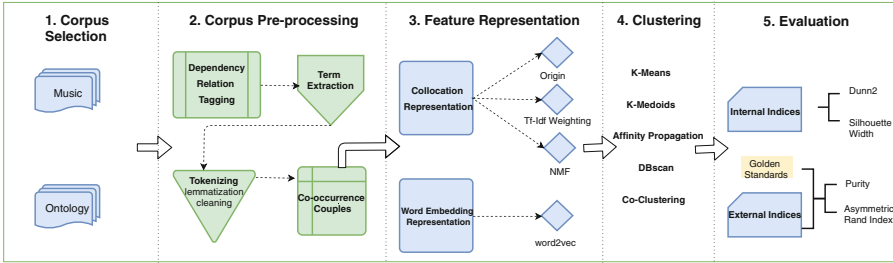 1. Corpus
Selection
Music
Ontology
2. Corpus Pre-processing
Dependency
Relation
Tagging
Term
Extraction
Tokenizing
lemmatization
cleaning
Co-occurrence
Couples
3. Feature Representation
Collocation
Representation
Origin
Tf-Idf Weighting
NMF
Word Embedding
Representation
word2vec
4. Clustering
K-Means
K-Medoids
Affinity Propagation
DBscan
Co-Clustering
5. Evaluation
Internal Indices
Dunn2
Silhouette
Width
Golden
Standards
External Indices
Purity
Asymmetric
Rand Index